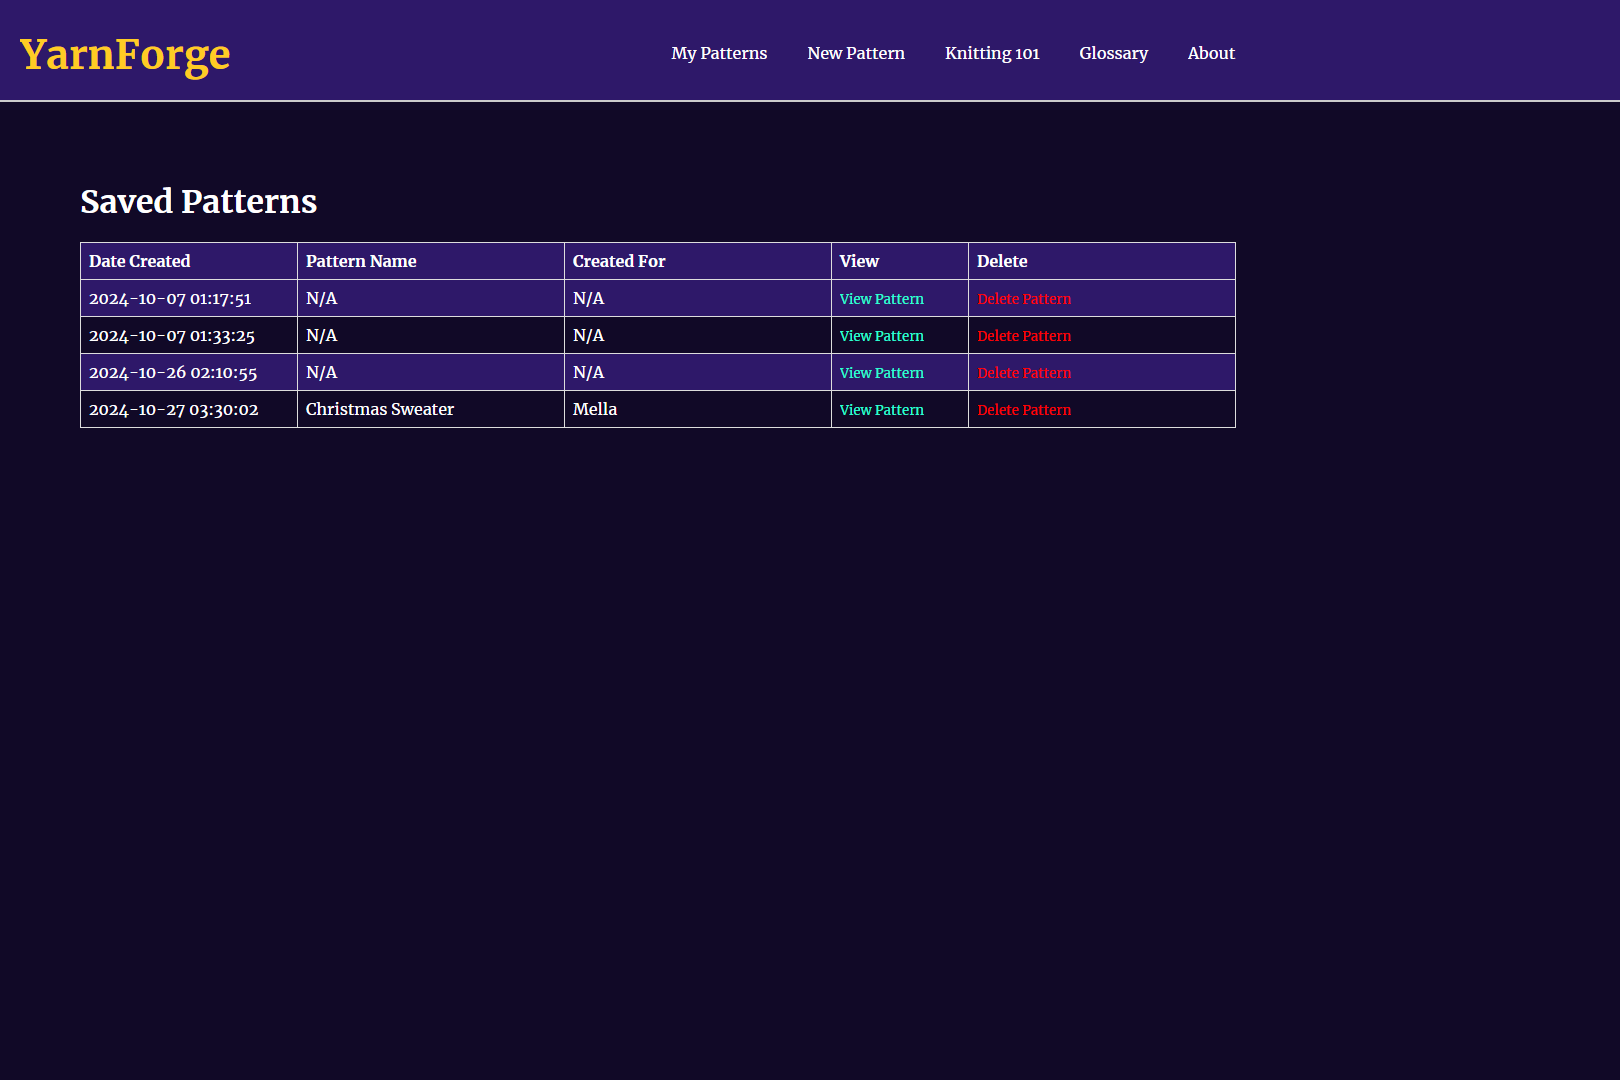 YarnForge
My Patterns New Pattern Knitting 101 Glossary About
Saved Patterns
Date Created Pattern Name Created For View Delete
2024-10-07 01:17:51 N/A N/A View Pattern Delete Pattern
2024-10-07 01:33:25 N/A N/A View Pattern Delete Pattern
2024-10-26 02:10:55 N/A N/A View Pattern Delete Pattern
2024-10-27 03:30:02 Christmas Sweater Mella View Pattern Delete Pattern